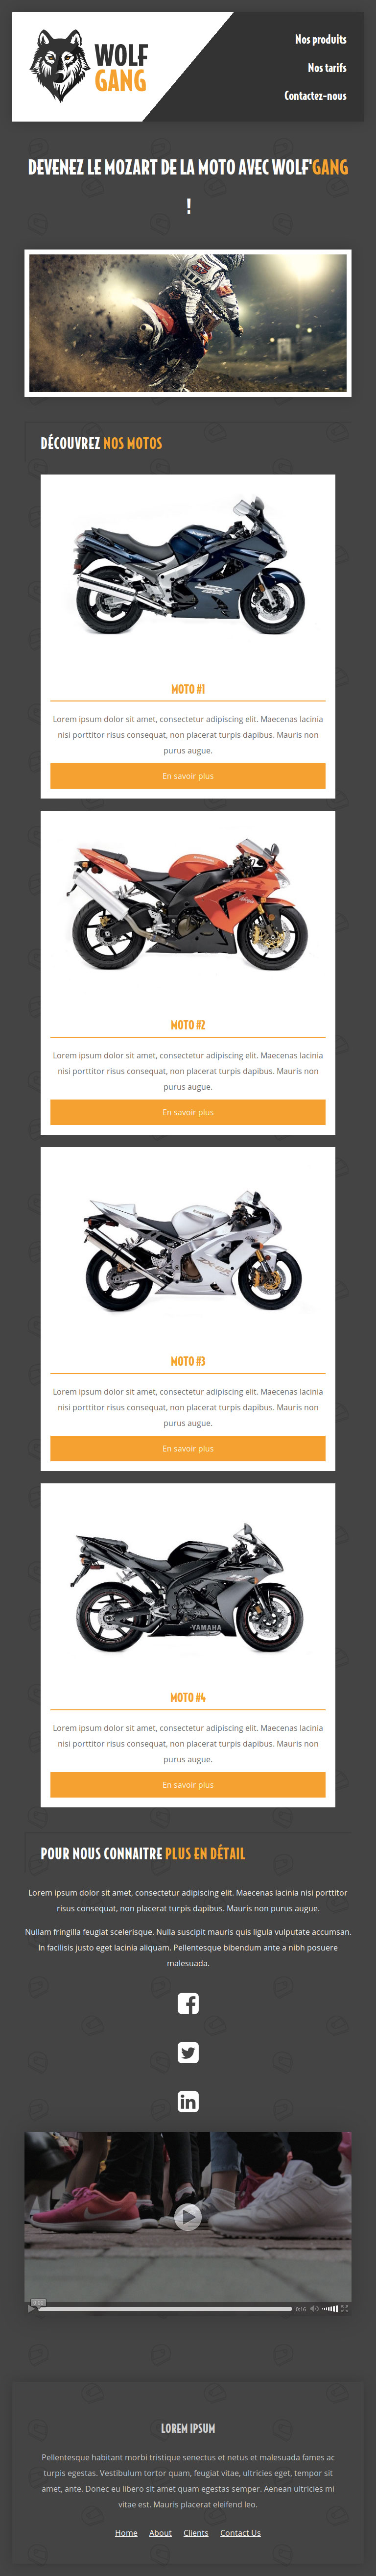 WOLF
GANG
Nos produits
Nos tarifs
Contactez-nous
DEVENEZ LE MOZART DE LA MOTO AVEC WOLF'GANG
!
DÉCOUVREZ NOS MOTOS
MOTO #1
Lorem ipsum dolor sit amet, consectetur adipiscing elit. Maecenas lacinia
nisi porttitor risus consequat, non placerat turpis dapibus. Mauris non
purus augue.
En savoir plus
MOTO #2
Lorem ipsum dolor sit amet, consectetur adipiscing elit. Maecenas lacinia
nisi porttitor risus consequat, non placerat turpis dapibus. Mauris non
purus augue.
En savoir plus
MOTO #3
Lorem ipsum dolor sit amet, consectetur adipiscing elit. Maecenas lacinia
nisi porttitor risus consequat, non placerat turpis dapibus. Mauris non
purus augue.
En savoir plus
YAMAHA
MOTO #4
Lorem ipsum dolor sit amet, consectetur adipiscing elit. Maecenas lacinia
nisi porttitor risus consequat, non placerat turpis dapibus. Mauris non
purus augue.
En savoir plus
POUR NOUS CONNAITRE PLUS EN DÉTAIL
Lorem ipsum dolor sit amet, consectetur adipiscing elit. Maecenas lacinia nisi porttitor
risus consequat, non placerat turpis dapibus. Mauris non purus augue.
Nullam fringilla feugiat scelerisque. Nulla suscipit mauris quis ligula vulputate accumsan.
In facilisis justo eget lacinia aliquam. Pellentesque bibendum ante a nibh posuere
malesuada.
0:16
LOREM IPSUM
Pellentesque habitant morbi tristique senectus et netus et malesuada fames ac
turpis egestas. Vestibulum tortor quam, feugiat vitae, ultricies eget, tempor sit
amet, ante. Donec eu libero sit amet quam egestas semper. Aenean ultricies mi
vitae est. Mauris placerat eleifend leo.
Home About Clients Contact Us